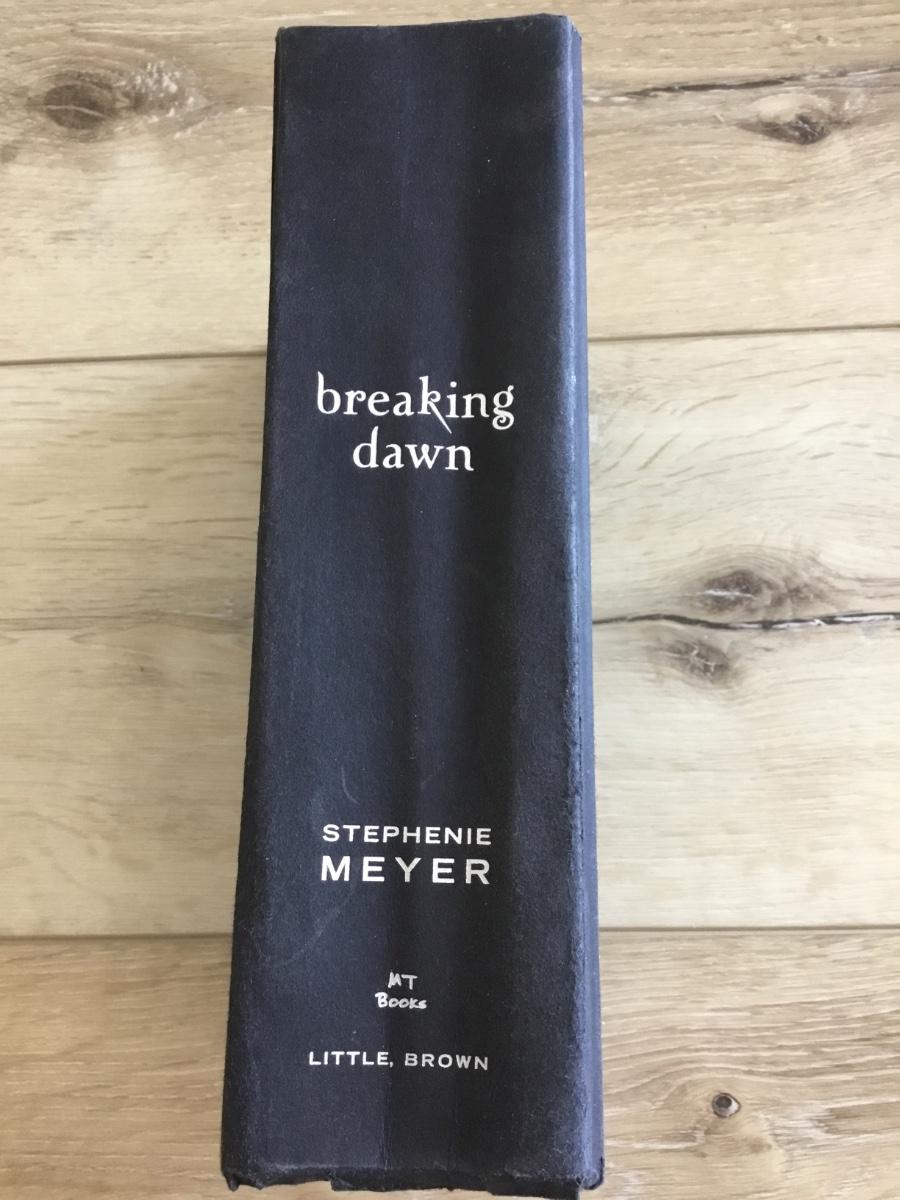 breaking
dawn
STEPHENIE
MEYER
MT
Books
LITTLE, BROWN